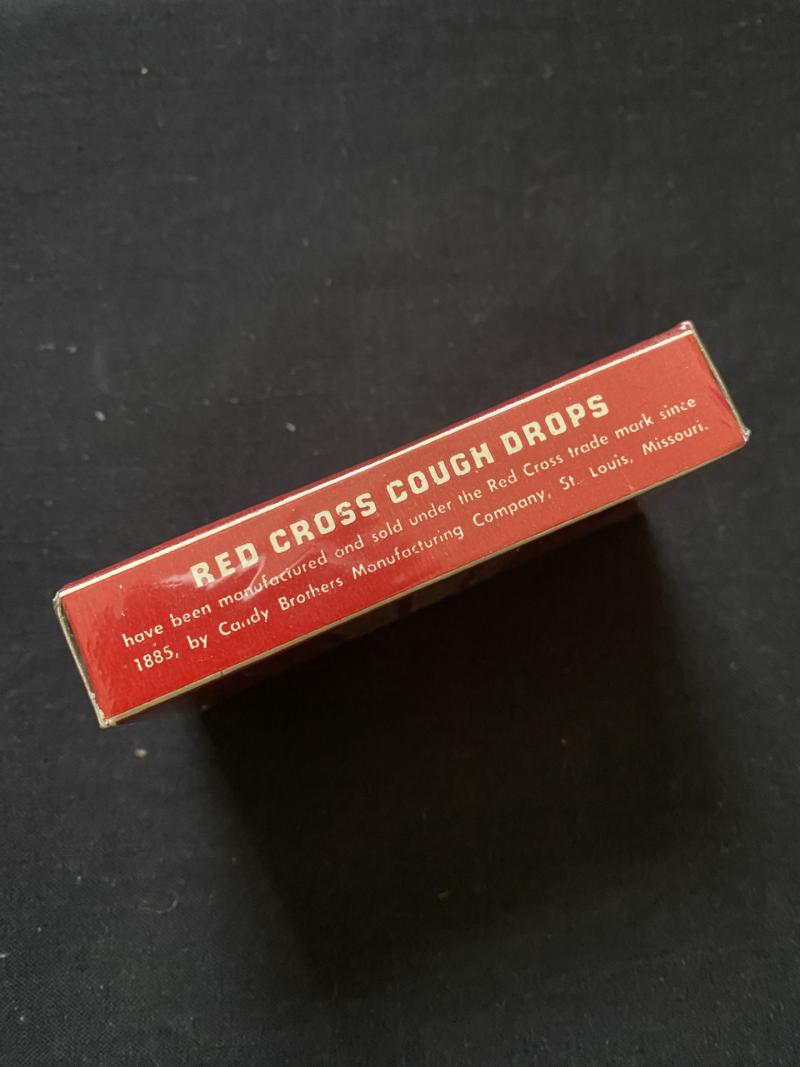 RED CROSS COUGH DROPS
have been manufactured and sold under the Red Cross trade mark since
1885, by Candy Brothers Manufacturing Company, St. Louis, Missouri.